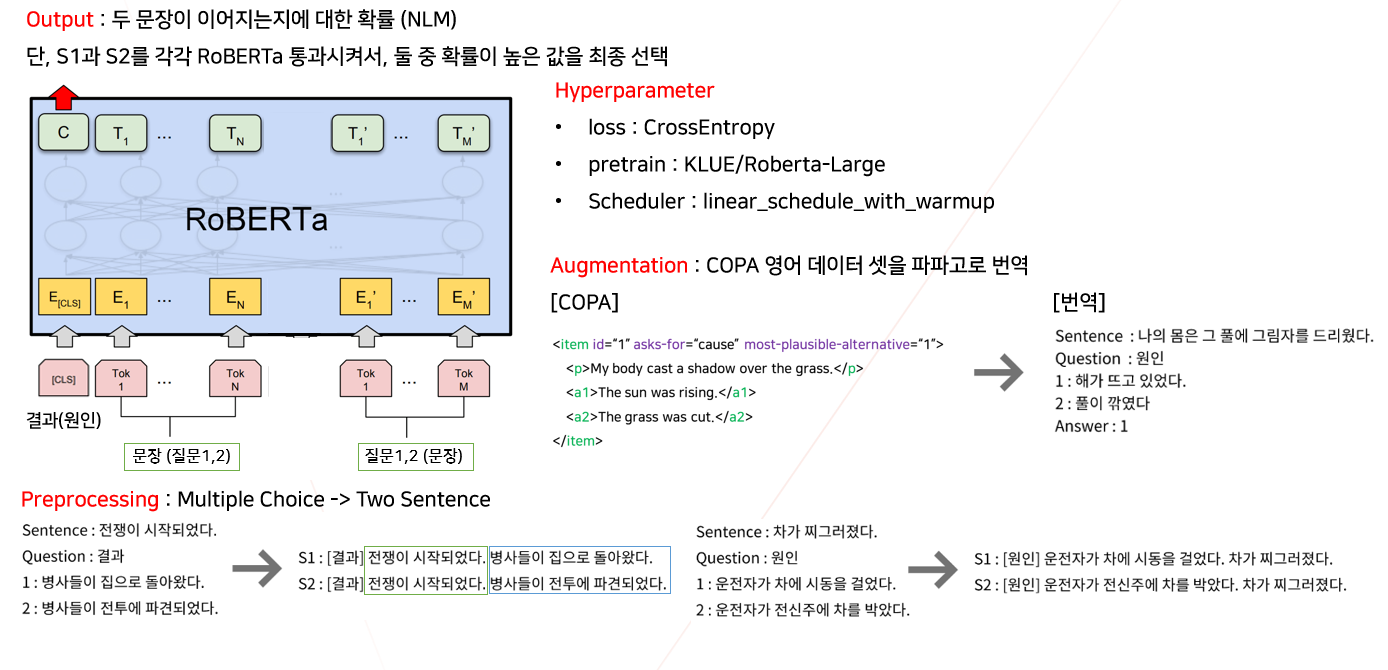 Output : 두 문장이 이어지는지에 대한 확률 (NLM)
단, S1과 S2를 각각 RoBERTa 통과시켜서, 둘 중 확률이 높은 값을 최종 선택
C T1 ... TN T1' ... TM'
...
RoBERTa
...
E[CLS] E1 ... EN E1' ... EM'
[CLS] Tok 1 ... Tok N Tok 1 ... Tok M
결과(원인)
문장 (질문1,2) 질문1,2 (문장)
Hyperparameter
• loss : CrossEntropy
• pretrain : KLUE/Roberta-Large
• Scheduler : linear_schedule_with_warmup
Augmentation : COPA 영어 데이터 셋을 파파고로 번역
[COPA]
<item id="1" asks-for="cause" most-plausible-alternative="1">
<p>My body cast a shadow over the grass.</p>
<a1>The sun was rising.</a1>
<a2>The grass was cut.</a2>
</item>
[번역]
Sentence : 나의 몸은 그 풀에 그림자를 드리웠다.
Question : 원인
1 : 해가 뜨고 있었다.
2 : 풀이 깎였다
Answer : 1
Preprocessing : Multiple Choice -> Two Sentence
Sentence : 전쟁이 시작되었다.
Question : 결과
1 : 병사들이 집으로 돌아왔다.
2 : 병사들이 전투에 파견되었다.
S1 : [결과] 전쟁이 시작되었다. 병사들이 집으로 돌아왔다.
S2 : [결과] 전쟁이 시작되었다. 병사들이 전투에 파견되었다.
Sentence : 차가 찌그러졌다.
Question : 원인
1 : 운전자가 차에 시동을 걸었다.
2 : 운전자가 전신주에 차를 박았다.
S1 : [원인] 운전자가 차에 시동을 걸었다. 차가 찌그러졌다.
S2 : [원인] 운전자가 전신주에 차를 박았다. 차가 찌그러졌다.